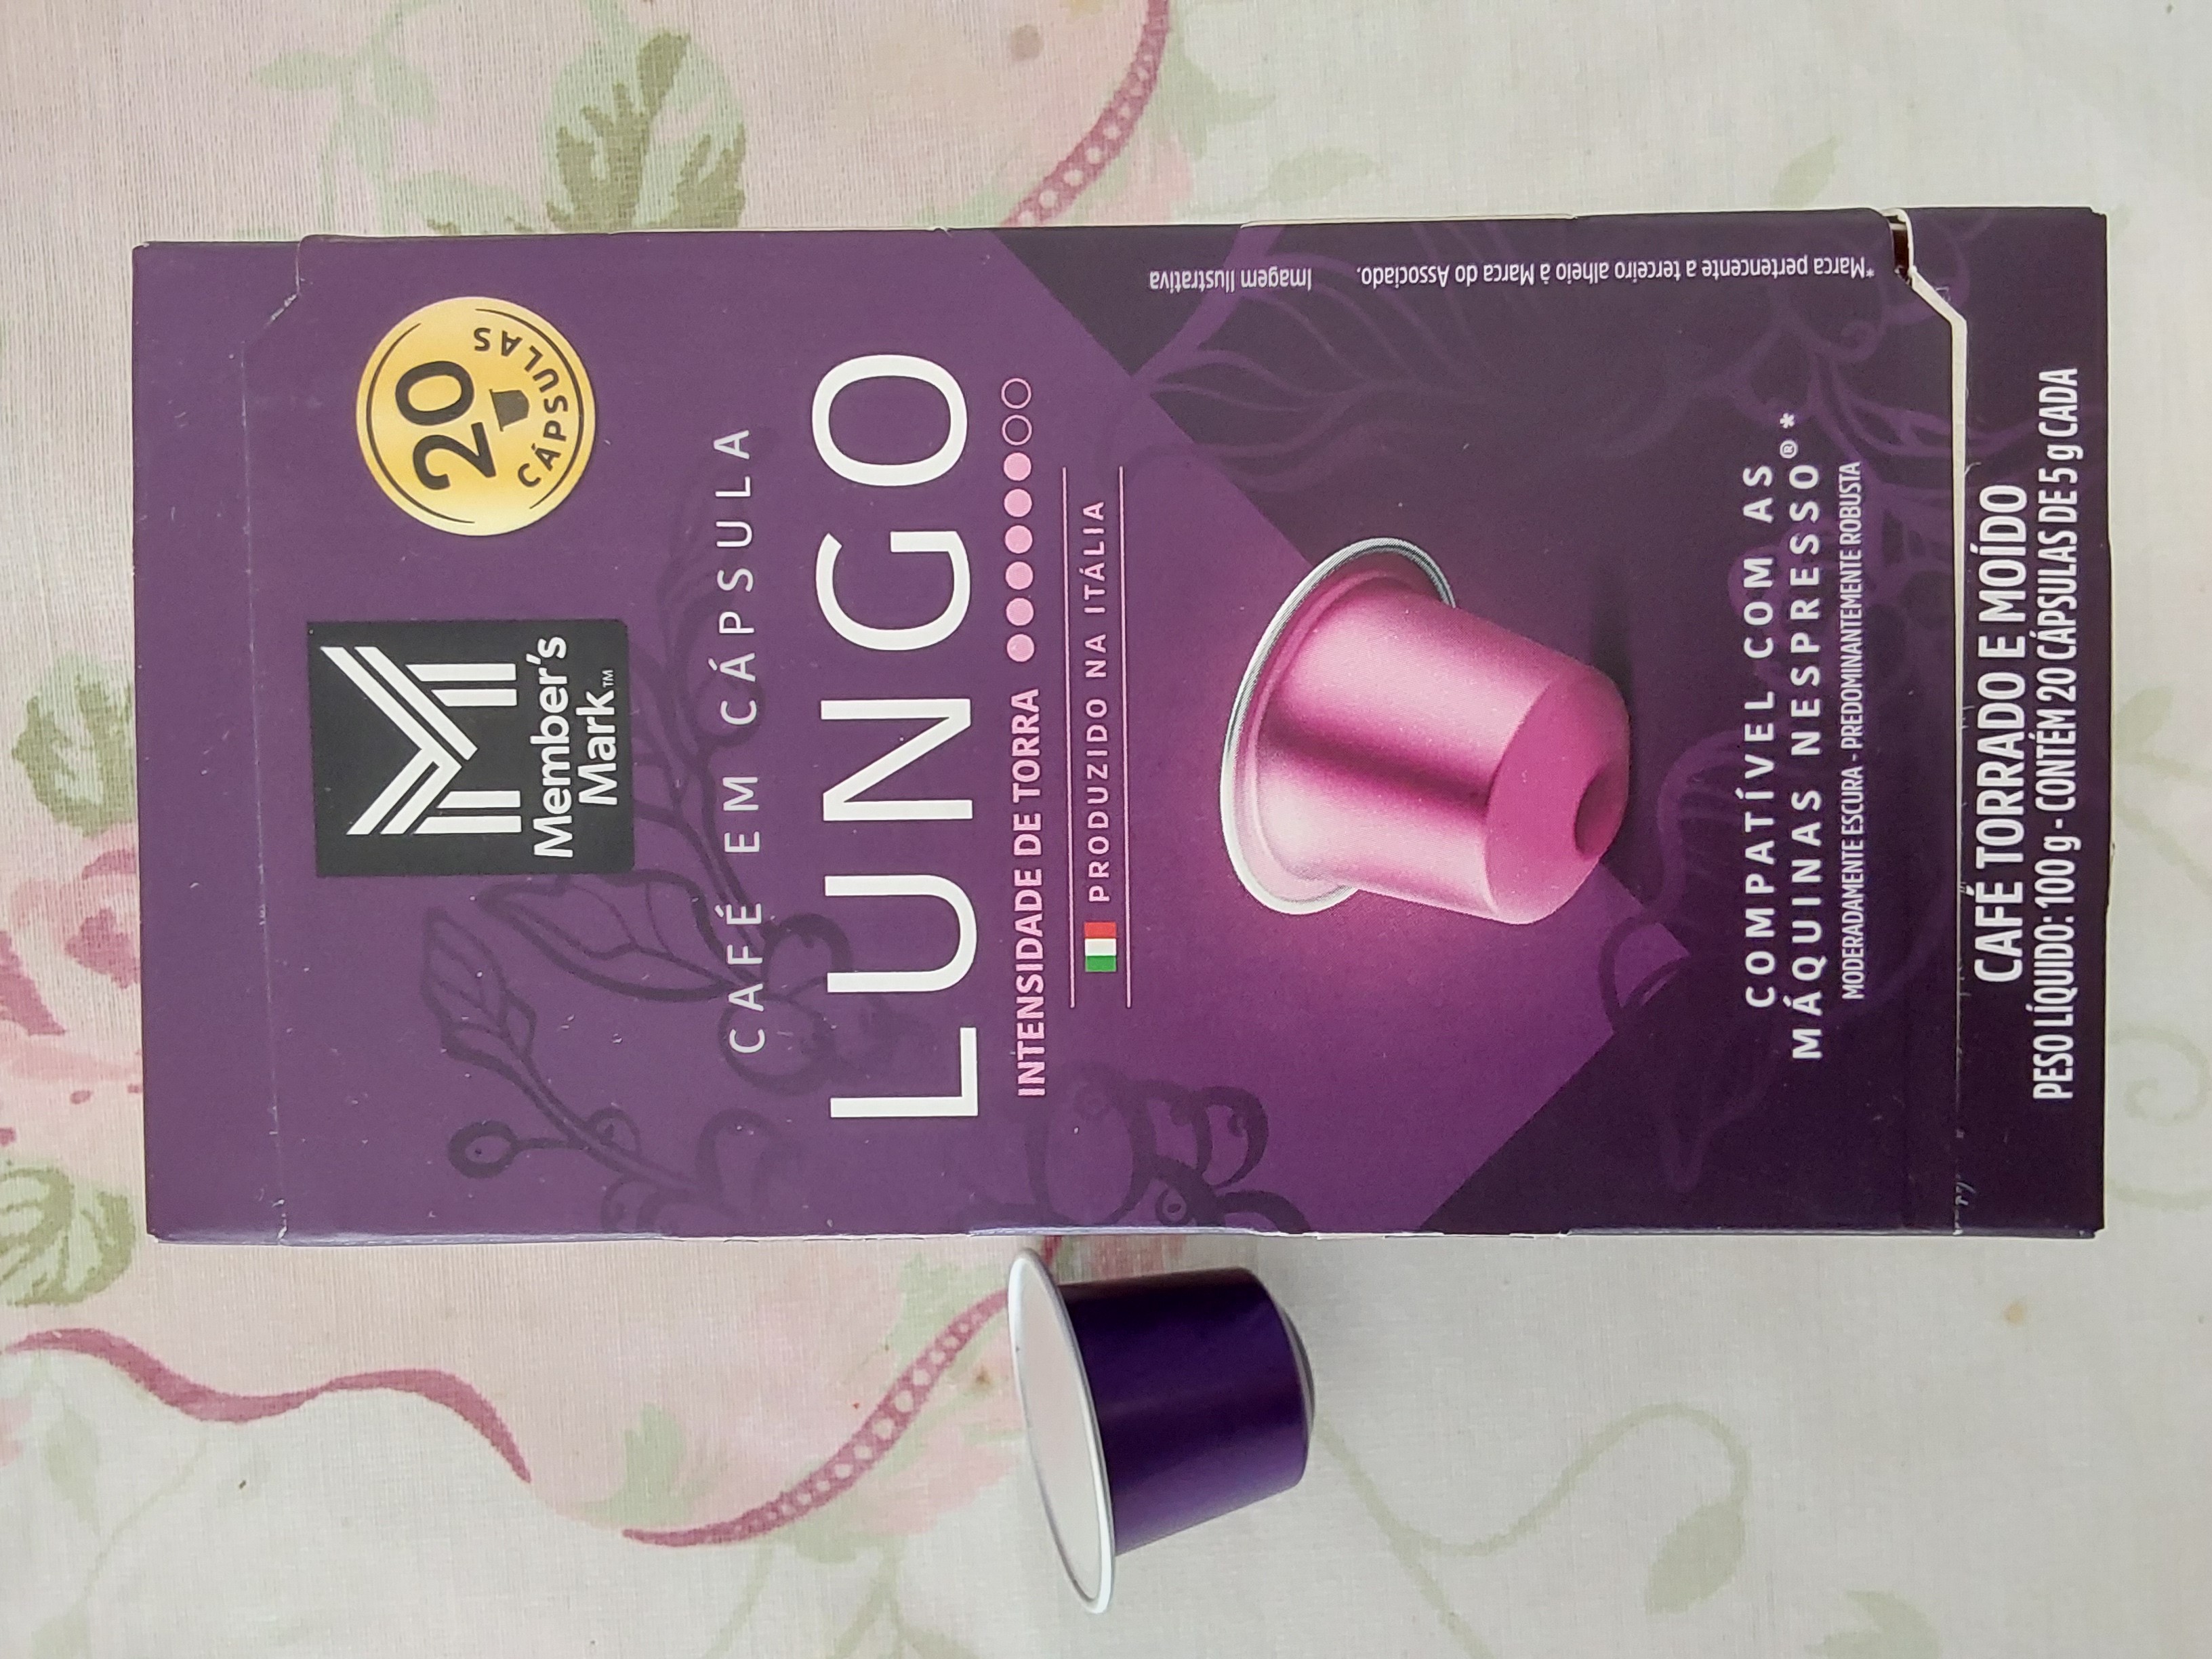 Member's
Mark™
20
CÁPSULAS
CAFÉ EM CÁPSULA
LUNGO
INTENSIDADE DE TORRA
PRODUZIDO NA ITÁLIA
COMPATÍVEL COM AS
MÁQUINAS NESPRESSO®*
MODERADAMENTE ESCURA - PREDOMINANTEMENTE ROBUSTA
Imagem Ilustrativa
*Marca pertencente a terceiro alheio à Marca do Associado.
CAFÉ TORRADO E MOÍDO
PESO LÍQUIDO: 100 g - CONTÉM 20 CÁPSULAS DE 5 g CADA